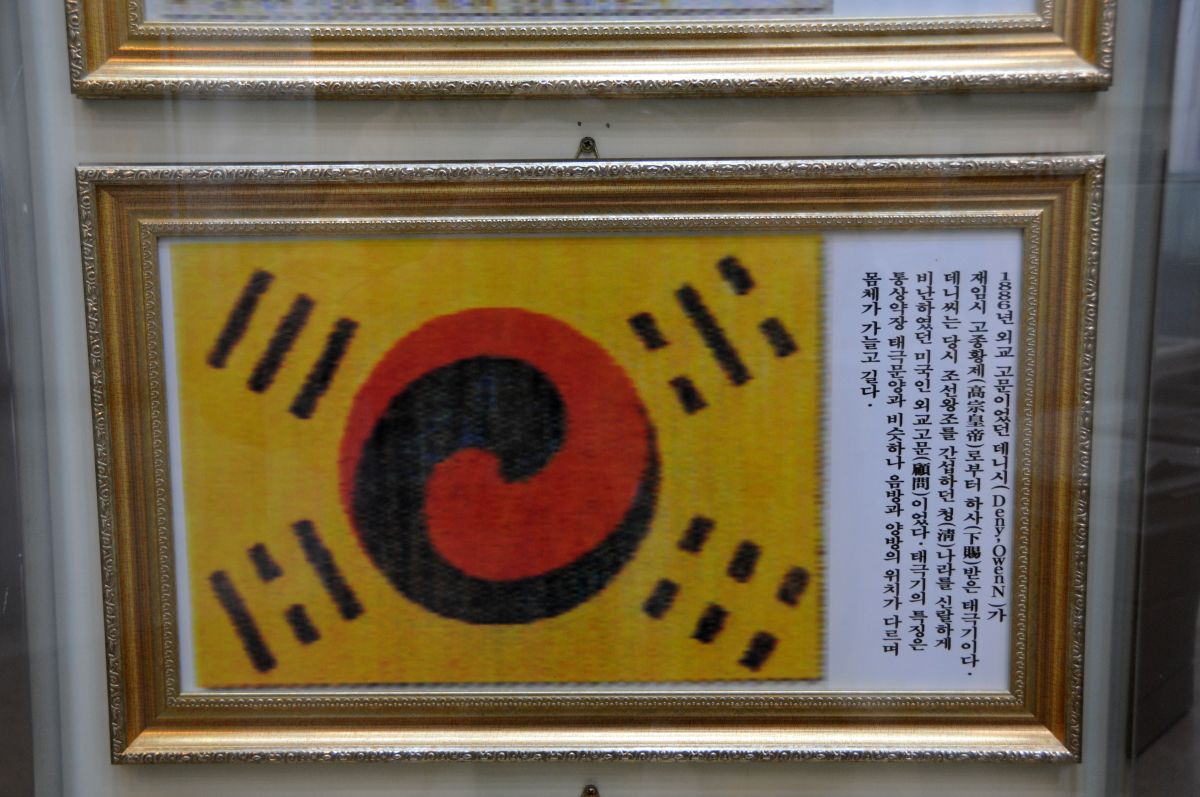 1886년 외교 고문이었던 데니시(Deny,OwenN)가
재임시 고종황제(高宗皇帝)로부터 하사(下賜)받은 태극기이다.
데니씨는 당시 조선왕조를 간섭하던 청(淸)나라를 신랄하게
비난하였던 미국인 외교고문(顧問)이었다.태극기의 특징은
통상약장 태극문양과 비슷하나 음방과 양방의 위치가 다르며
몸체가 가늘고 길다.